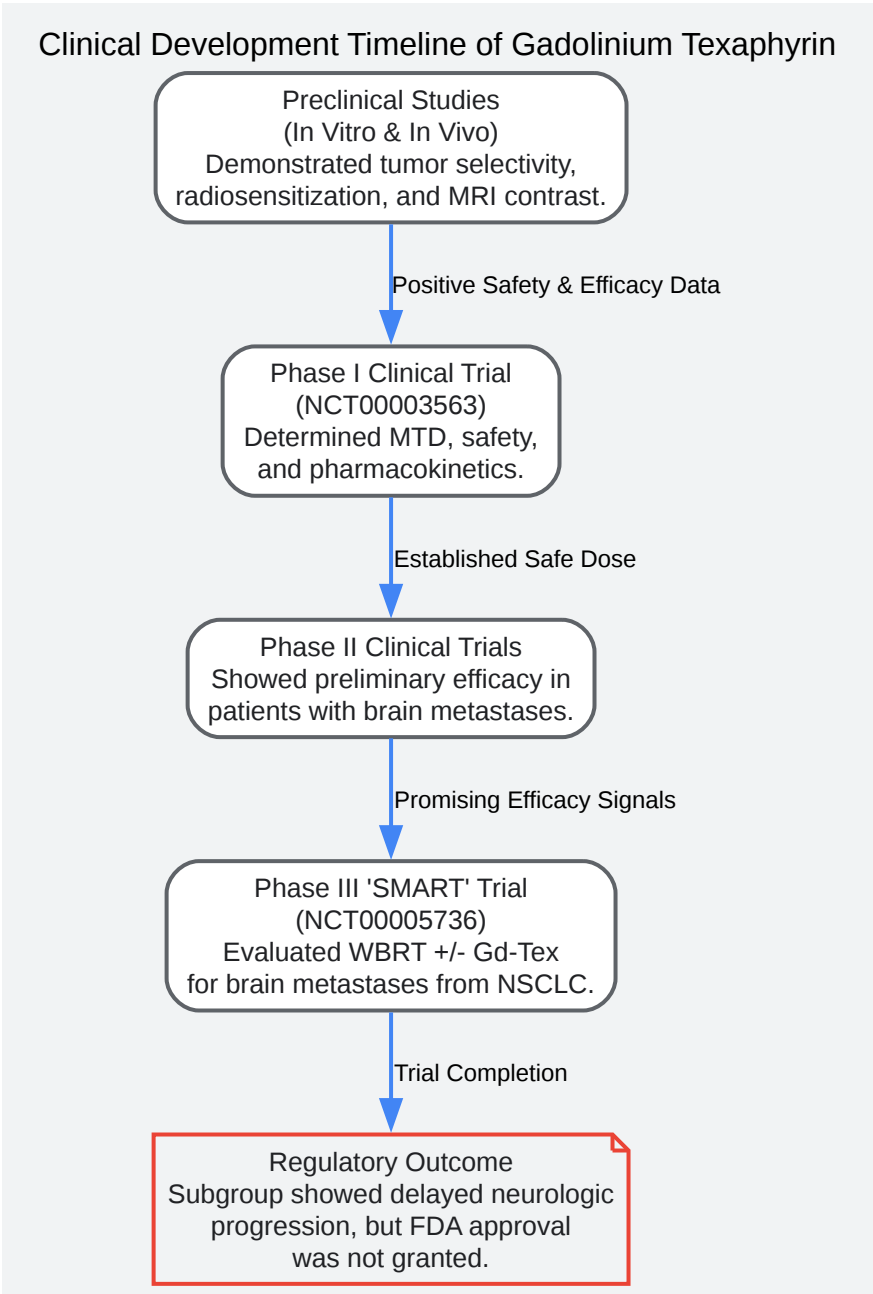 Clinical Development Timeline of Gadolinium Texaphyrin
Preclinical Studies
(In Vitro & In Vivo)
Demonstrated tumor selectivity,
radiosensitization, and MRI contrast.
Positive Safety & Efficacy Data
Phase I Clinical Trial
(NCT00003563)
Determined MTD, safety,
and pharmacokinetics.
Established Safe Dose
Phase II Clinical Trials
Showed preliminary efficacy in
patients with brain metastases.
Promising Efficacy Signals
Phase III 'SMART' Trial
(NCT00005736)
Evaluated WBRT +/- Gd-Tex
for brain metastases from NSCLC.
Trial Completion
Regulatory Outcome
Subgroup showed delayed neurologic
progression, but FDA approval
was not granted.